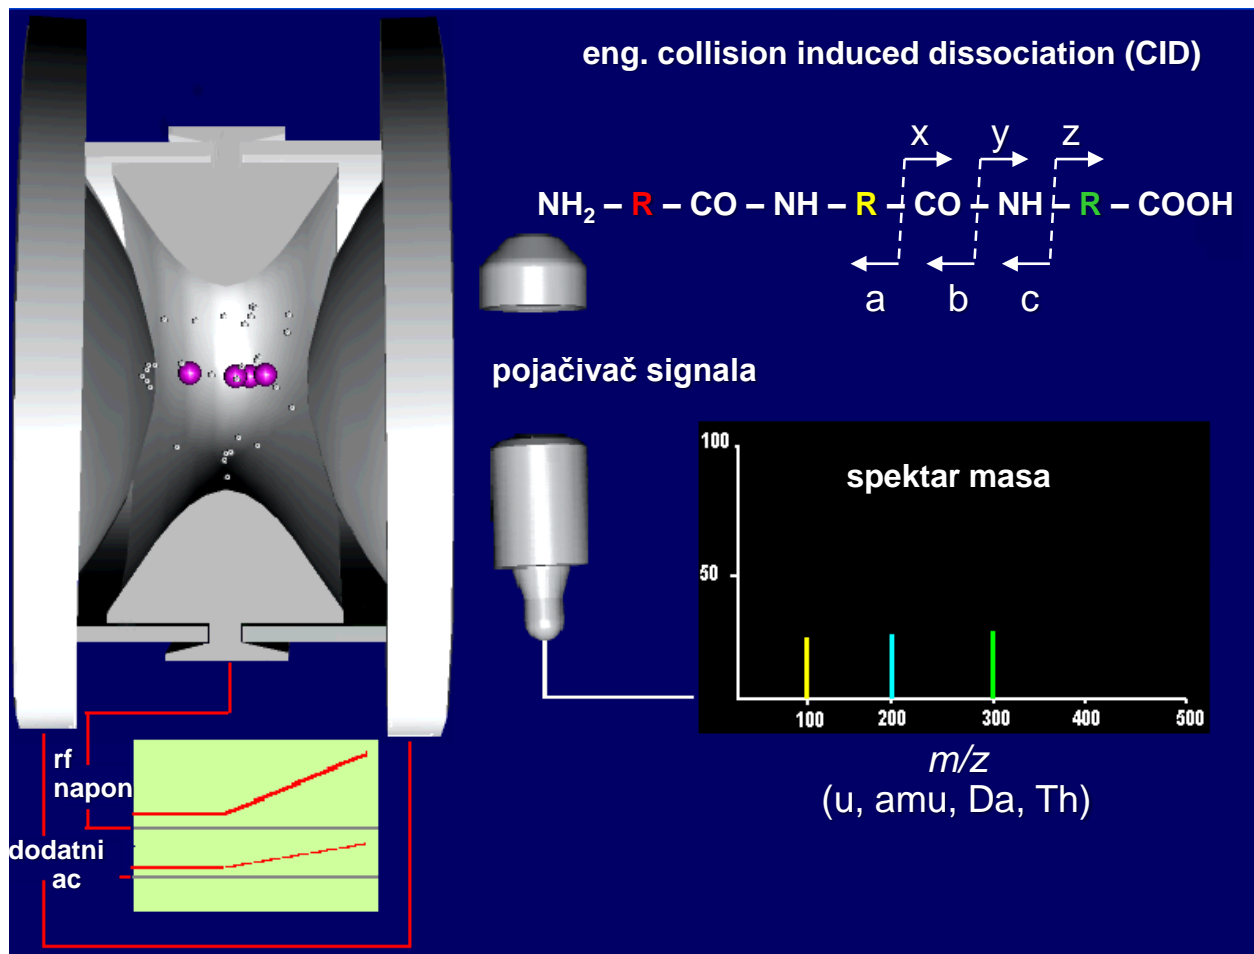 eng. collision induced dissociation (CID)
x y z
NH₂ – R – CO – NH – R – CO – NH – R – COOH
a b c
pojačivač signala
spektar masa
100
50
100 200 300 400 500
m/z
(u, amu, Da, Th)
rf
napon
dodatni
ac